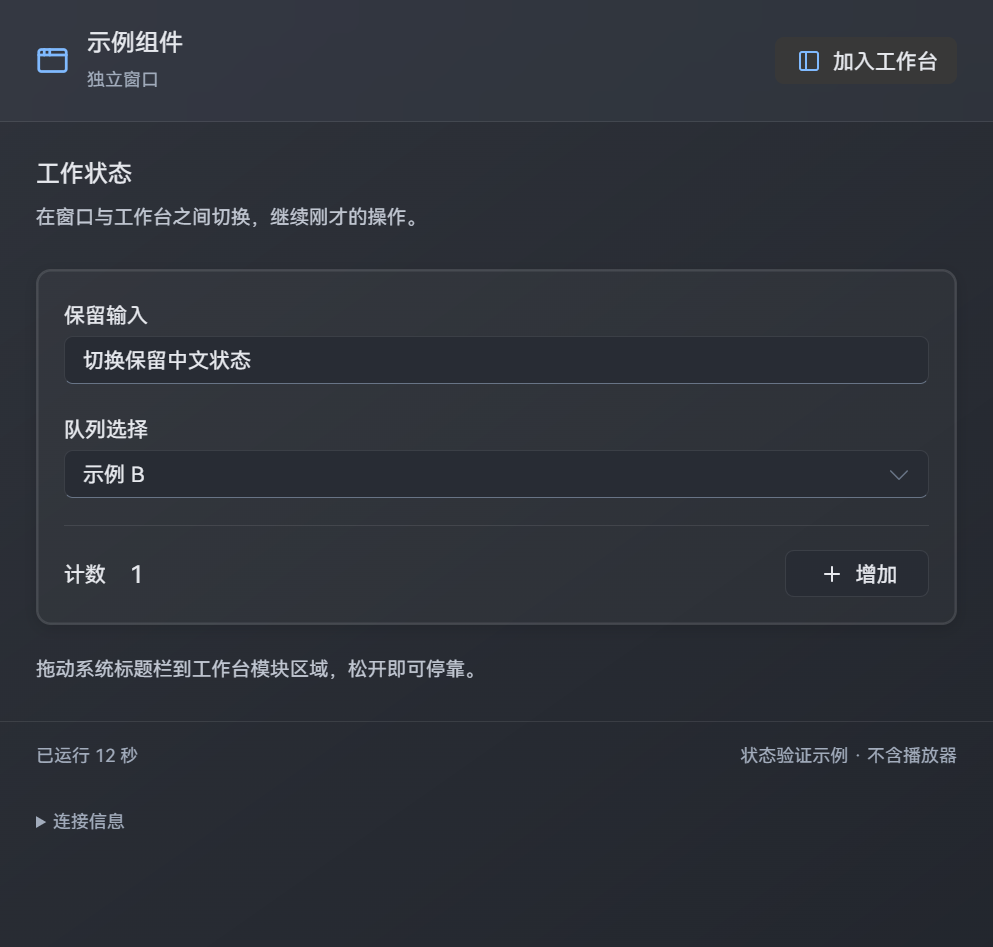 示例组件
独立窗口
加入工作台
工作状态
在窗口与工作台之间切换，继续刚才的操作。
保留输入
切换保留中文状态
队列选择
示例 B
计数 1
增加
拖动系统标题栏到工作台模块区域，松开即可停靠。
已运行 12 秒
状态验证示例 · 不含播放器
连接信息